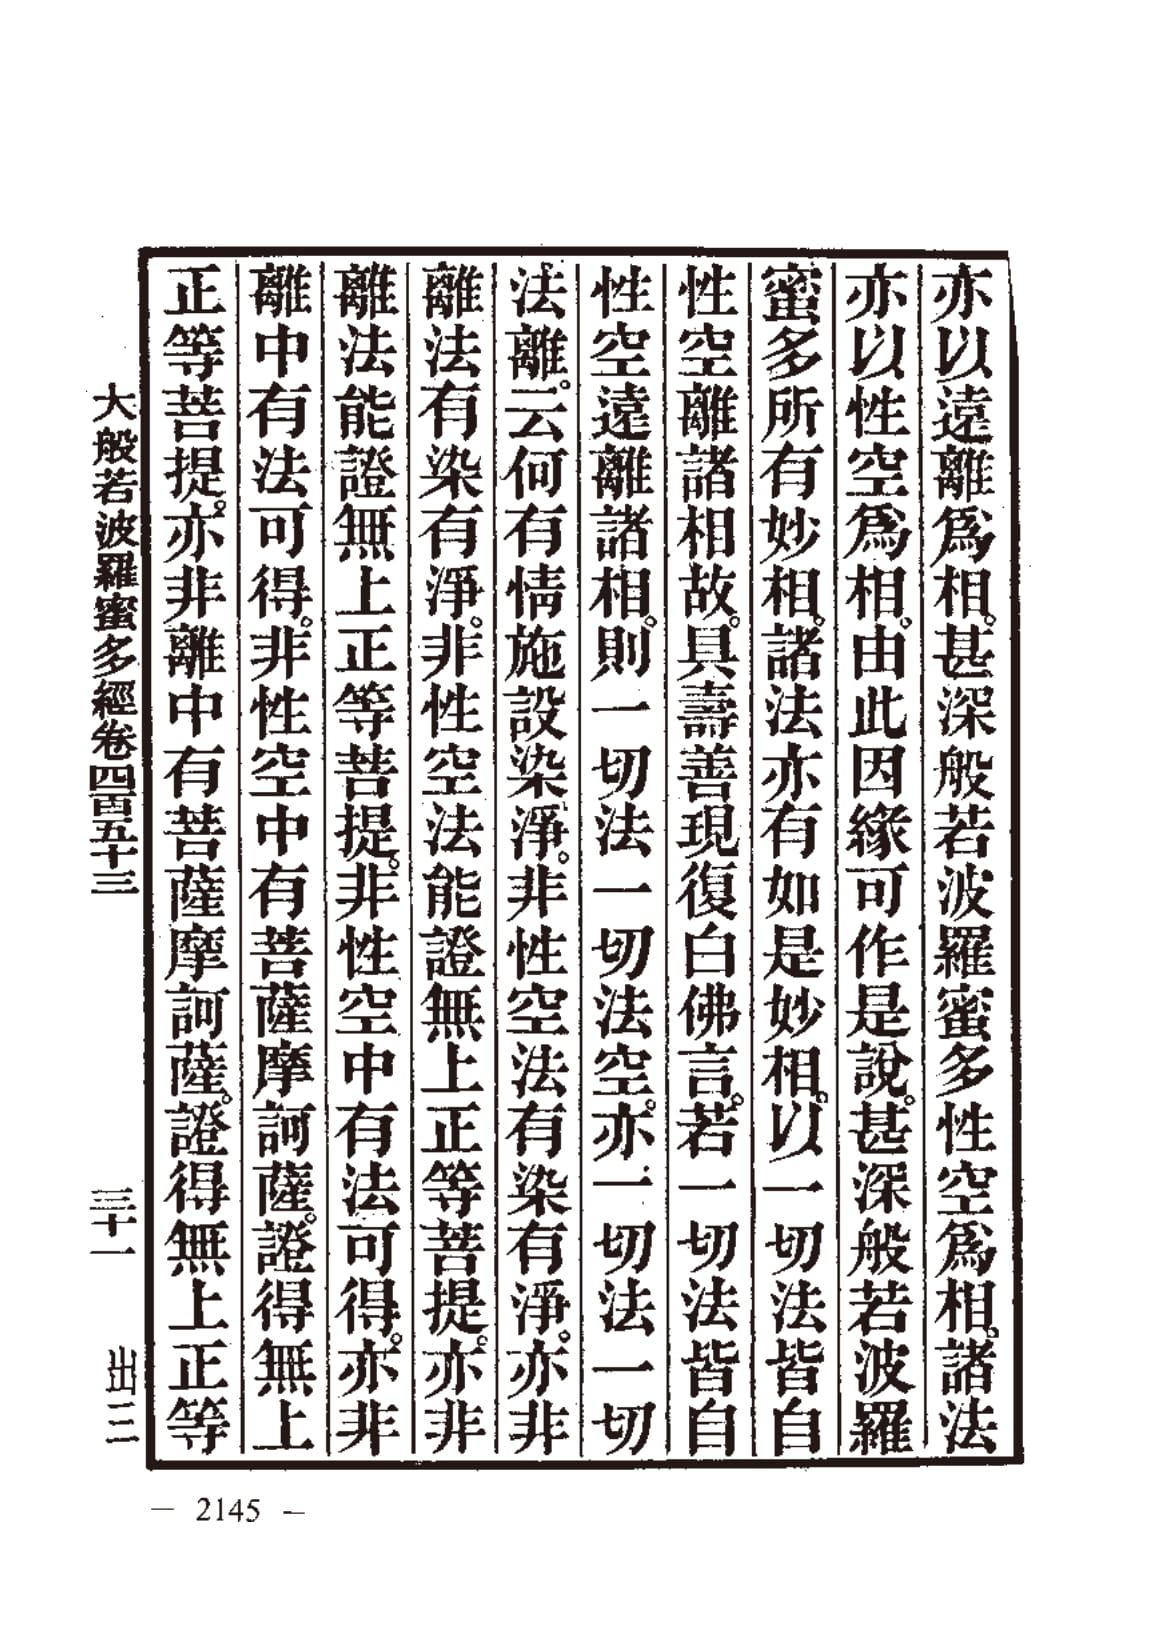 亦以遠離爲相。甚深般若波羅蜜多性空爲相。諸法
亦以性空爲相。由此因緣可作是說。甚深般若波羅
蜜多所有妙相。諸法亦有如是妙相。以一切法皆自
性空離諸相故。具壽善現復白佛言。若一切法皆自
性空遠離諸相。則一切法一切法空。亦一切法一切
法離。云何有情施設染淨。非性空法有染有淨。亦非
離法有染有淨。非性空法能證無上正等菩提。亦非
離法能證無上正等菩提。非性空中有法可得。亦非
離中有法可得。非性空中有菩薩摩訶薩。證得無上
正等菩提。亦非離中有菩薩摩訶薩。證得無上正等
大般若波羅蜜多經卷四百五十三　三十一　出三
— 2145 —